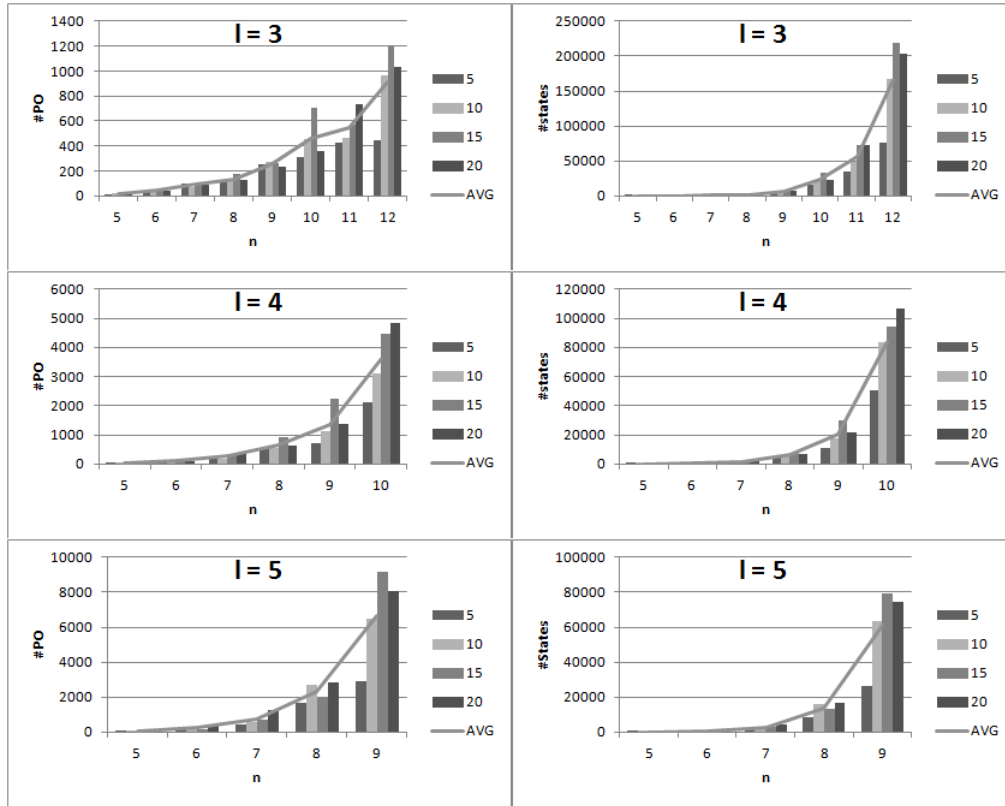 l = 3
#PO
1400
1200
1000
800
600
400
200
0
5 6 7 8 9 10 11 12
n
5
10
15
20
AVG
l = 3
#states
250000
200000
150000
100000
50000
0
5 6 7 8 9 10 11 12
n
5
10
15
20
AVG
l = 4
#PO
6000
5000
4000
3000
2000
1000
0
5 6 7 8 9 10
n
5
10
15
20
AVG
l = 4
#states
120000
100000
80000
60000
40000
20000
0
5 6 7 8 9 10
n
5
10
15
20
AVG
l = 5
#PO
10000
8000
6000
4000
2000
0
5 6 7 8 9
n
5
10
15
20
AVG
l = 5
#States
100000
80000
60000
40000
20000
0
5 6 7 8 9
n
5
10
15
20
AVG